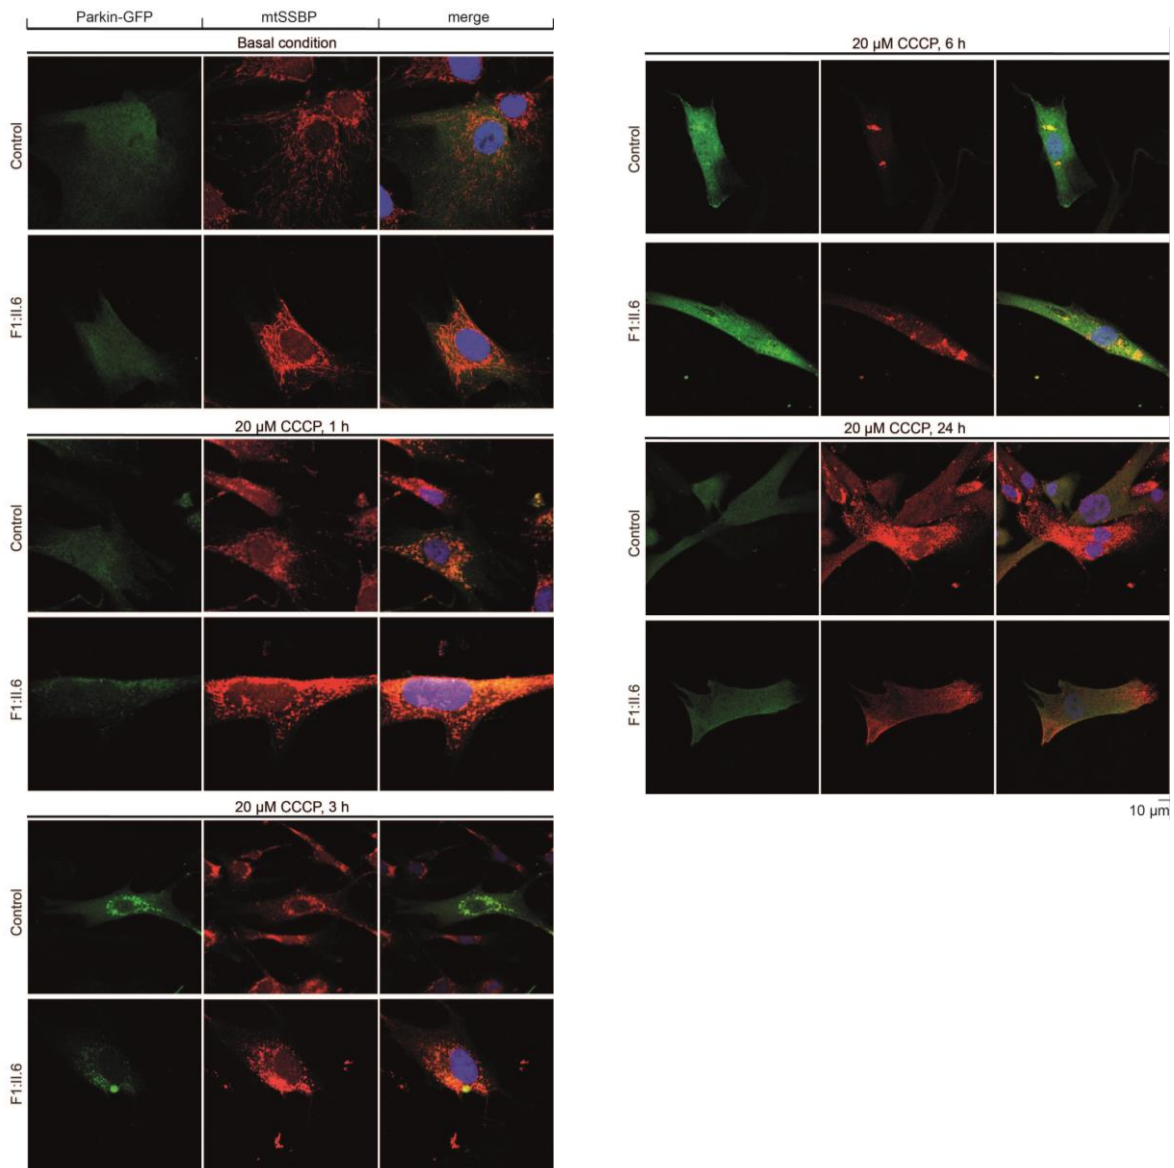 Parkin-GFP mtSSBP merge
Basal condition
Control
F1:II.6
20 µM CCCP, 1 h
Control
F1:II.6
20 µM CCCP, 3 h
Control
F1:II.6
20 µM CCCP, 6 h
Control
F1:II.6
20 µM CCCP, 24 h
Control
F1:II.6
10 µm